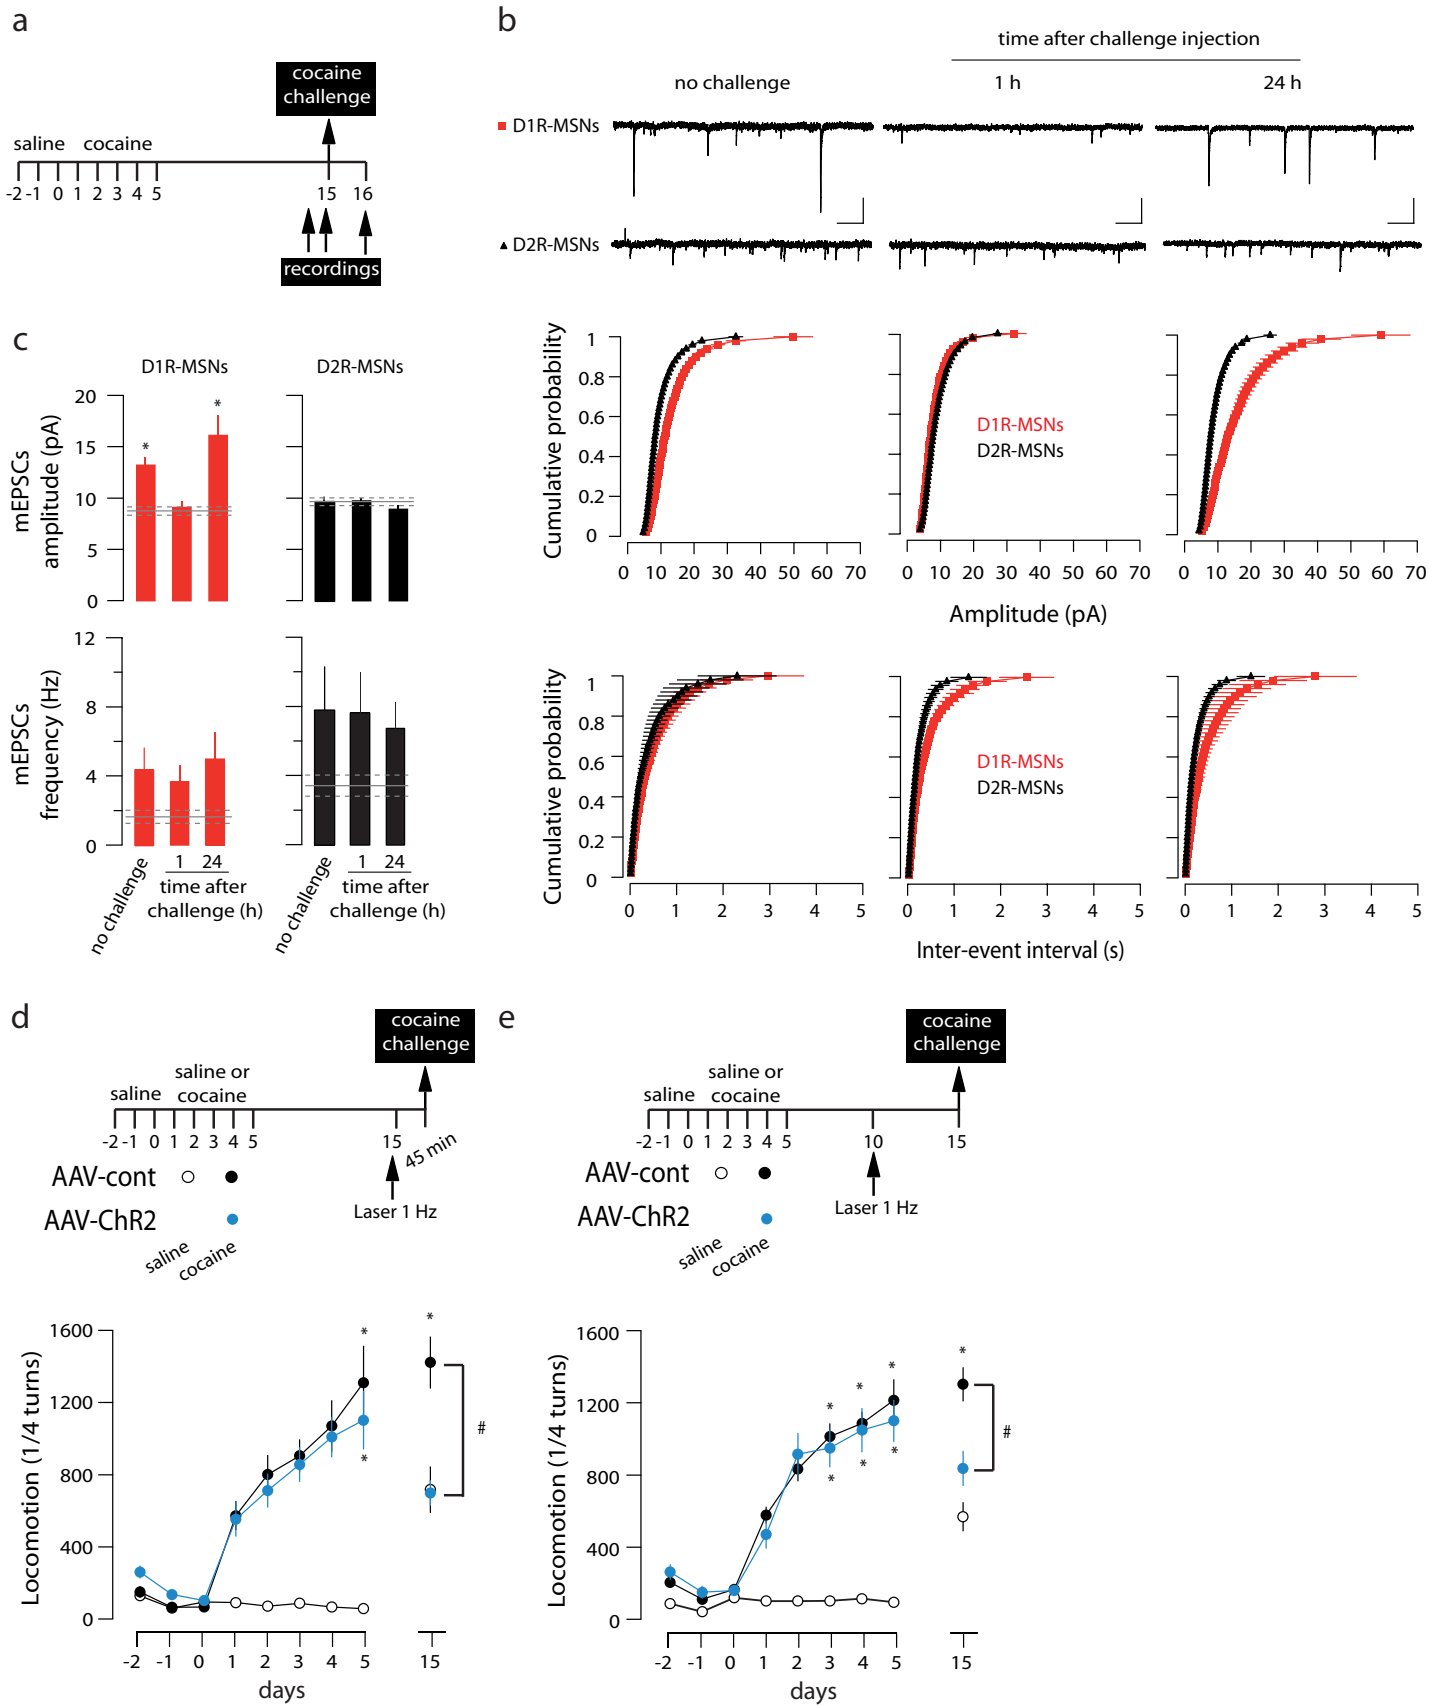 a
cocaine
challenge
saline cocaine
-2 -1 0 1 2 3 4 5 15 16
recordings
b
time after challenge injection
no challenge 1 h 24 h
D1R-MSNs
D2R-MSNs
Cumulative probability
1
0.8
0.6
0.4
0.2
0
D1R-MSNs
D2R-MSNs
0 10 20 30 40 50 60 70
0 10 20 30 40 50 60 70
0 10 20 30 40 50 60 70
Amplitude (pA)
Cumulative probability
1
0.8
0.6
0.4
0.2
0
D1R-MSNs
D2R-MSNs
0 1 2 3 4 5
0 1 2 3 4 5
0 1 2 3 4 5
Inter-event interval (s)
c
D1R-MSNs D2R-MSNs
mEPSCs
amplitude (pA)
20
15
10
5
0
* *
mEPSCs
frequency (Hz)
12
8
4
0
no challenge 1 24
time after
challenge (h)
no challenge 1 24
time after
challenge (h)
d
cocaine
challenge
saline or
saline cocaine
-2 -1 0 1 2 3 4 5 15 45 min
AAV-cont
Laser 1 Hz
AAV-ChR2
saline
cocaine
Locomotion (1/4 turns)
1600
1200
800
400
0
* * *
#
-2 -1 0 1 2 3 4 5 15
days
e
cocaine
challenge
saline or
saline cocaine
-2 -1 0 1 2 3 4 5 10 15
AAV-cont
Laser 1 Hz
AAV-ChR2
saline
cocaine
Locomotion (1/4 turns)
1600
1200
800
400
0
* * * *
* * *
#
-2 -1 0 1 2 3 4 5 15
days